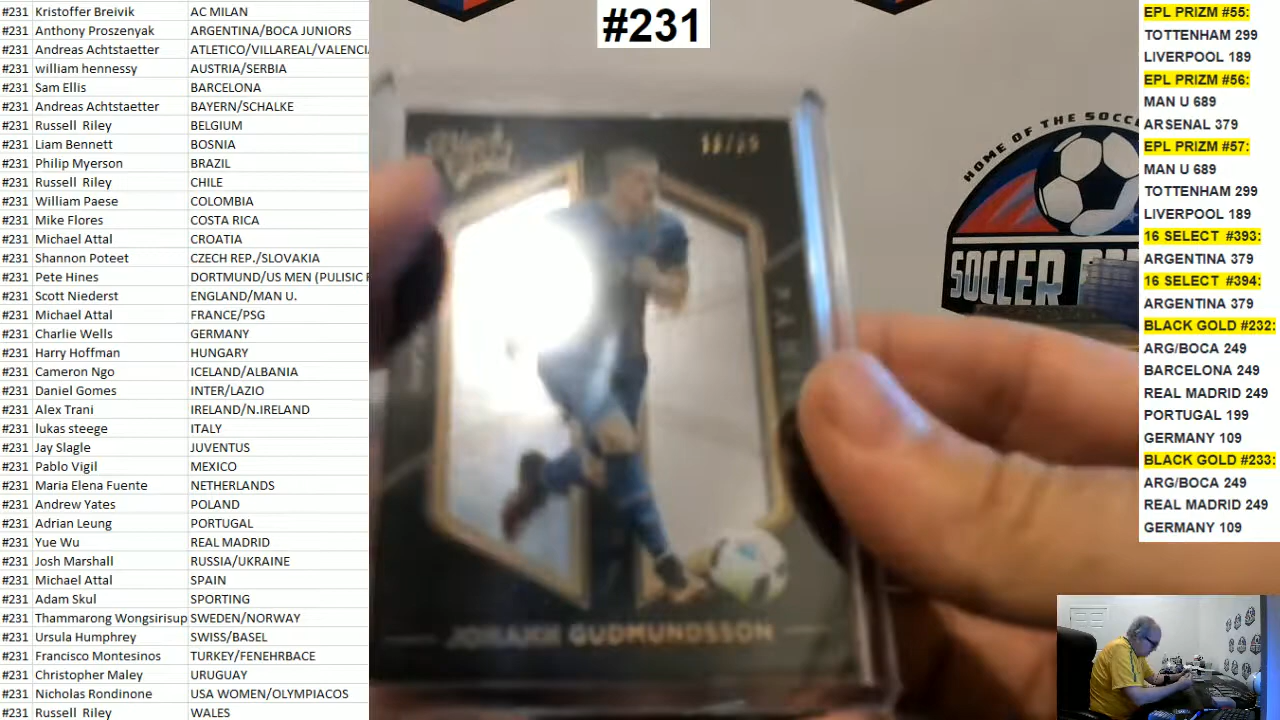 #231 Kristoffer Breivik AC MILAN
#231 Anthony Proszenyak ARGENTINA/BOCA JUNIORS
#231 Andreas Achtstaetter ATLETICO/VILLAREAL/VALENCI
#231 william hennessy AUSTRIA/SERBIA
#231 Sam Ellis BARCELONA
#231 Andreas Achtstaetter BAYERN/SCHALKE
#231 Russell Riley BELGIUM
#231 Liam Bennett BOSNIA
#231 Philip Myerson BRAZIL
#231 Russell Riley CHILE
#231 William Paese COLOMBIA
#231 Mike Flores COSTA RICA
#231 Michael Attal CROATIA
#231 Shannon Poteet CZECH REP./SLOVAKIA
#231 Pete Hines DORTMUND/US MEN (PULISIC
#231 Scott Niederst ENGLAND/MAN U.
#231 Michael Attal FRANCE/PSG
#231 Charlie Wells GERMANY
#231 Harry Hoffman HUNGARY
#231 Cameron Ngo ICELAND/ALBANIA
#231 Daniel Gomes INTER/LAZIO
#231 Alex Trani IRELAND/N.IRELAND
#231 lukas steege ITALY
#231 Jay Slagle JUVENTUS
#231 Pablo Vigil MEXICO
#231 Maria Elena Fuente NETHERLANDS
#231 Andrew Yates POLAND
#231 Adrian Leung PORTUGAL
#231 Yue Wu REAL MADRID
#231 Josh Marshall RUSSIA/UKRAINE
#231 Michael Attal SPAIN
#231 Adam Skul SPORTING
#231 Thammarong Wongsirisup SWEDEN/NORWAY
#231 Ursula Humphrey SWISS/BASEL
#231 Francisco Montesinos TURKEY/FENEHRBACE
#231 Christopher Maley URUGUAY
#231 Nicholas Rondinone USA WOMEN/OLYMPIACOS
#231 Russell Riley WALES
#231
HOME OF THE SOCC
SOCCER
GUDMUNDSSON
EPL PRIZM #55:
TOTTENHAM 299
LIVERPOOL 189
EPL PRIZM #56:
MAN U 689
ARSENAL 379
EPL PRIZM #57:
MAN U 689
TOTTENHAM 299
LIVERPOOL 189
16 SELECT #393:
ARGENTINA 379
16 SELECT #394:
ARGENTINA 379
BLACK GOLD #232:
ARG/BOCA 249
BARCELONA 249
REAL MADRID 249
PORTUGAL 199
GERMANY 109
BLACK GOLD #233:
ARG/BOCA 249
REAL MADRID 249
GERMANY 109